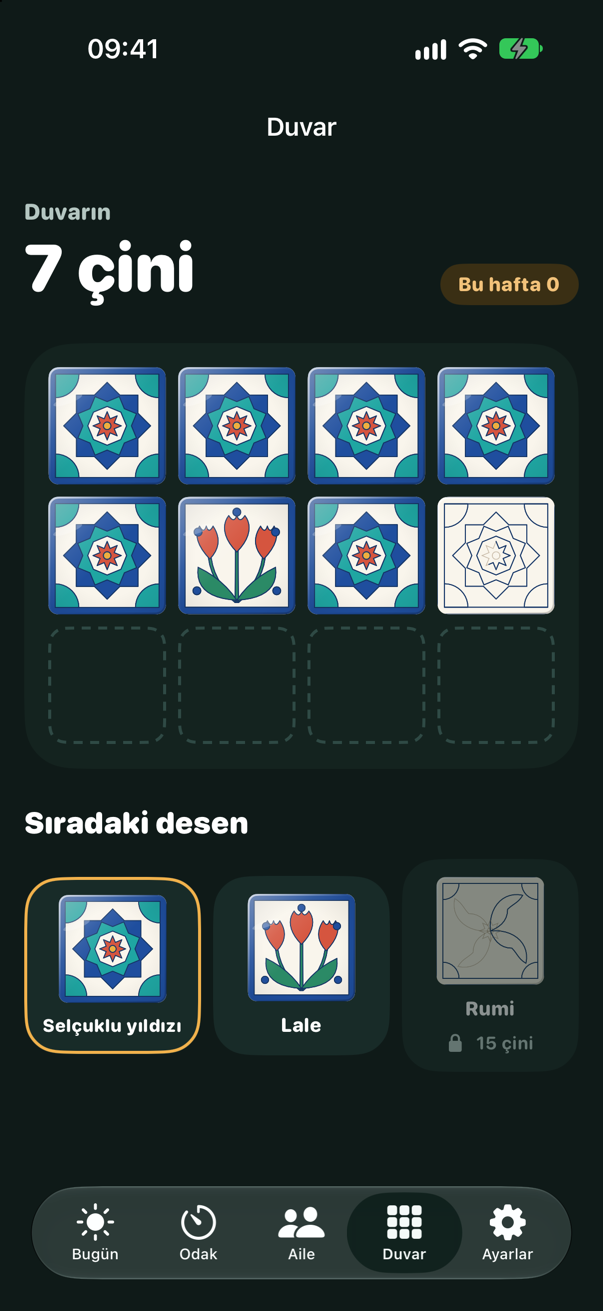 09:41
Duvar
Duvarın
7 çini
Bu hafta 0
Sıradaki desen
Selçuklu yıldızı
Lale
Rumi
15 çini
Bugün
Odak
Aile
Duvar
Ayarlar